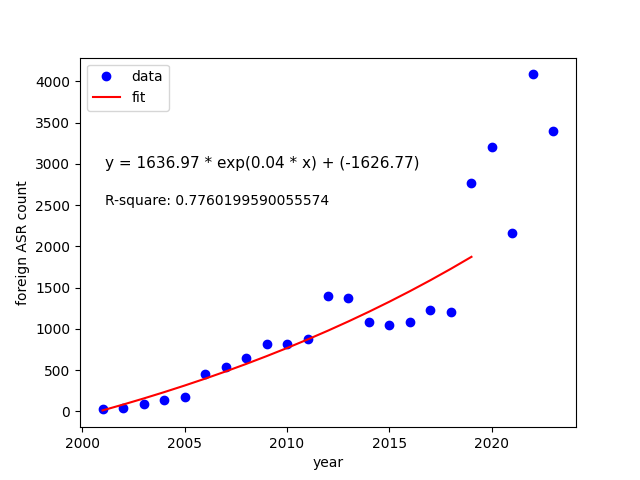 data
fit
y = 1636.97 * exp(0.04 * x) + (-1626.77)
R-square: 0.7760199590055574
4000
3500
3000
2500
2000
1500
1000
500
0
foreign ASR count
2000 2005 2010 2015 2020
year